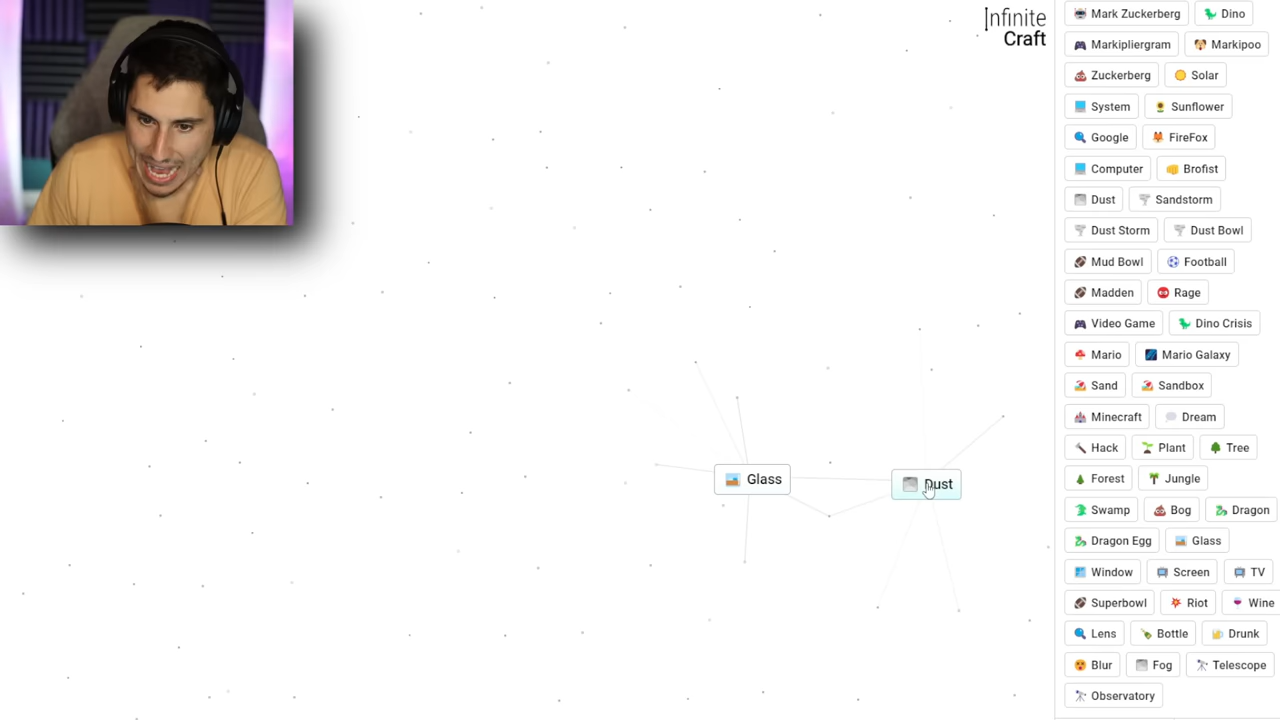 Infinite
Craft
Mark Zuckerberg Dino
Markipliergram Markipoo
Zuckerberg Solar
System Sunflower
Google FireFox
Computer Brofist
Dust Sandstorm
Dust Storm Dust Bowl
Mud Bowl Football
Madden Rage
Video Game Dino Crisis
Mario Mario Galaxy
Sand Sandbox
Minecraft Dream
Hack Plant Tree
Forest Jungle
Swamp Bog Dragon
Dragon Egg Glass
Window Screen TV
Superbowl Riot Wine
Lens Bottle Drunk
Blur Fog Telescope
Observatory
Glass Dust